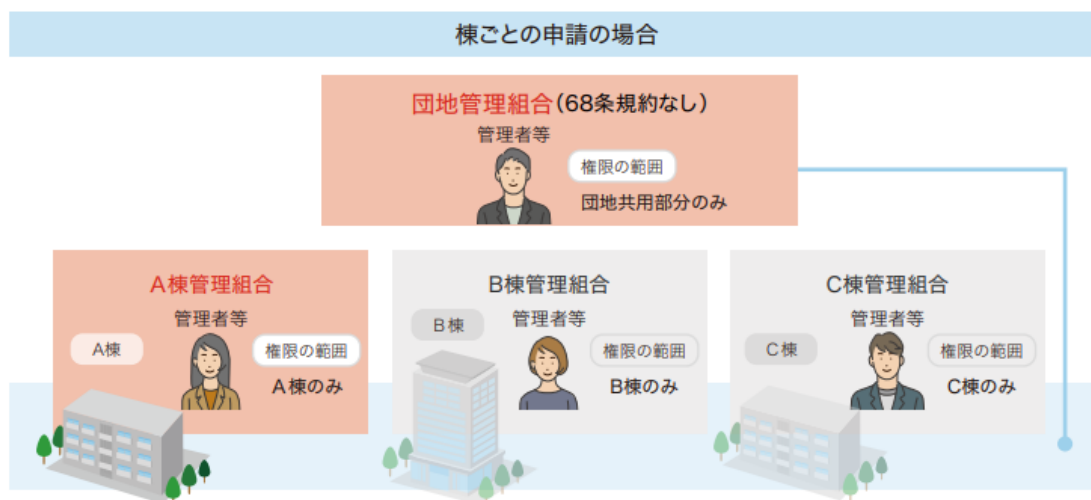 棟ごとの申請の場合
団地管理組合（68条規約なし）
管理者等
権限の範囲
団地共用部分のみ
A棟管理組合
管理者等
A棟
権限の範囲
A棟のみ
B棟管理組合
管理者等
B棟
権限の範囲
B棟のみ
C棟管理組合
管理者等
C棟
権限の範囲
C棟のみ